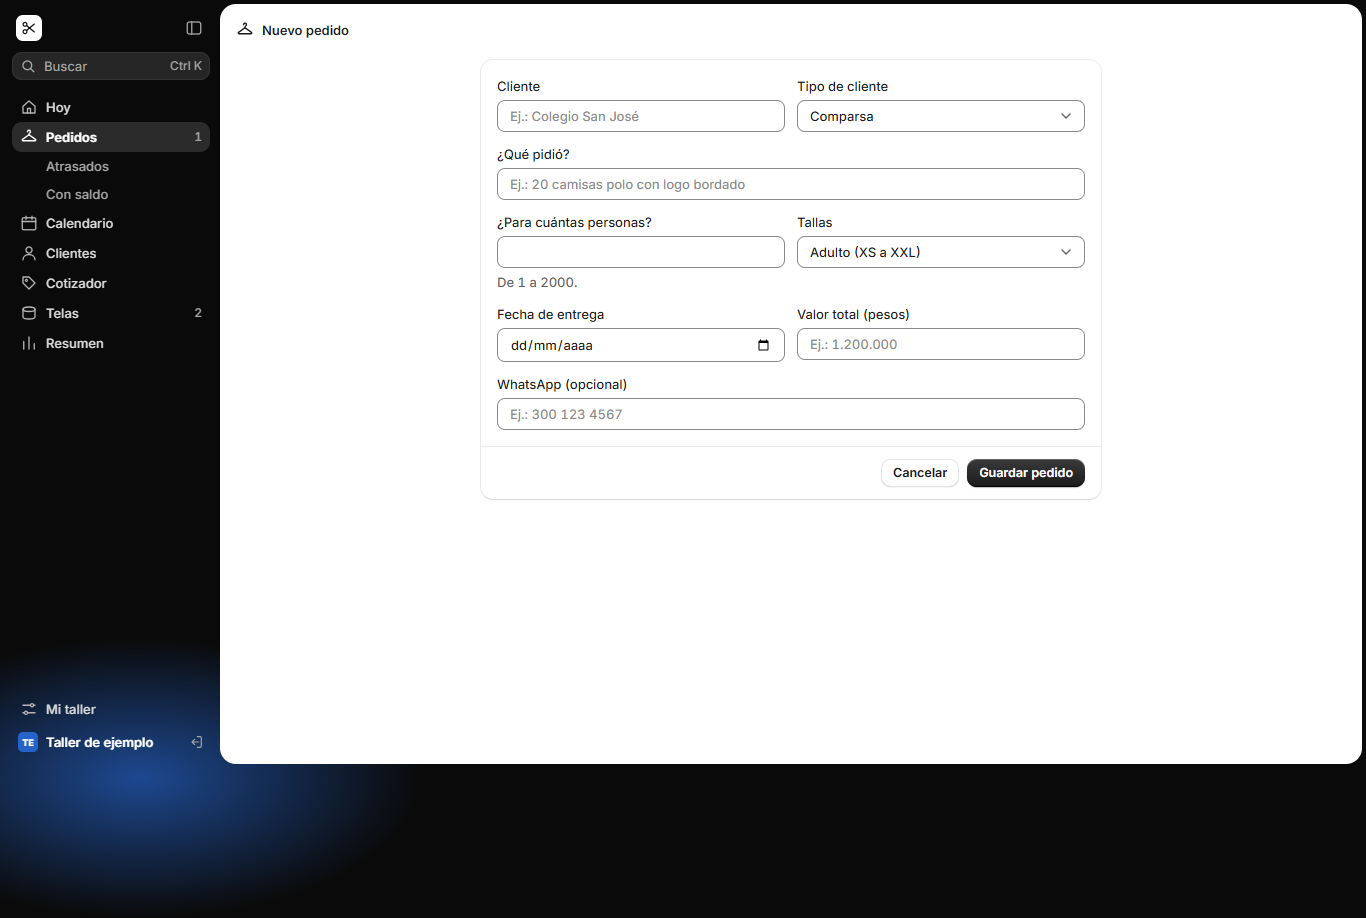 Nuevo pedido
Buscar Ctrl K
Hoy
Pedidos 1
Atrasados
Con saldo
Calendario
Clientes
Cotizador
Telas 2
Resumen
Mi taller
TE Taller de ejemplo
Cliente
Ej.: Colegio San José
Tipo de cliente
Comparsa
¿Qué pidió?
Ej.: 20 camisas polo con logo bordado
¿Para cuántas personas?
De 1 a 2000.
Tallas
Adulto (XS a XXL)
Fecha de entrega
dd/mm/aaaa
Valor total (pesos)
Ej.: 1.200.000
WhatsApp (opcional)
Ej.: 300 123 4567
Cancelar
Guardar pedido